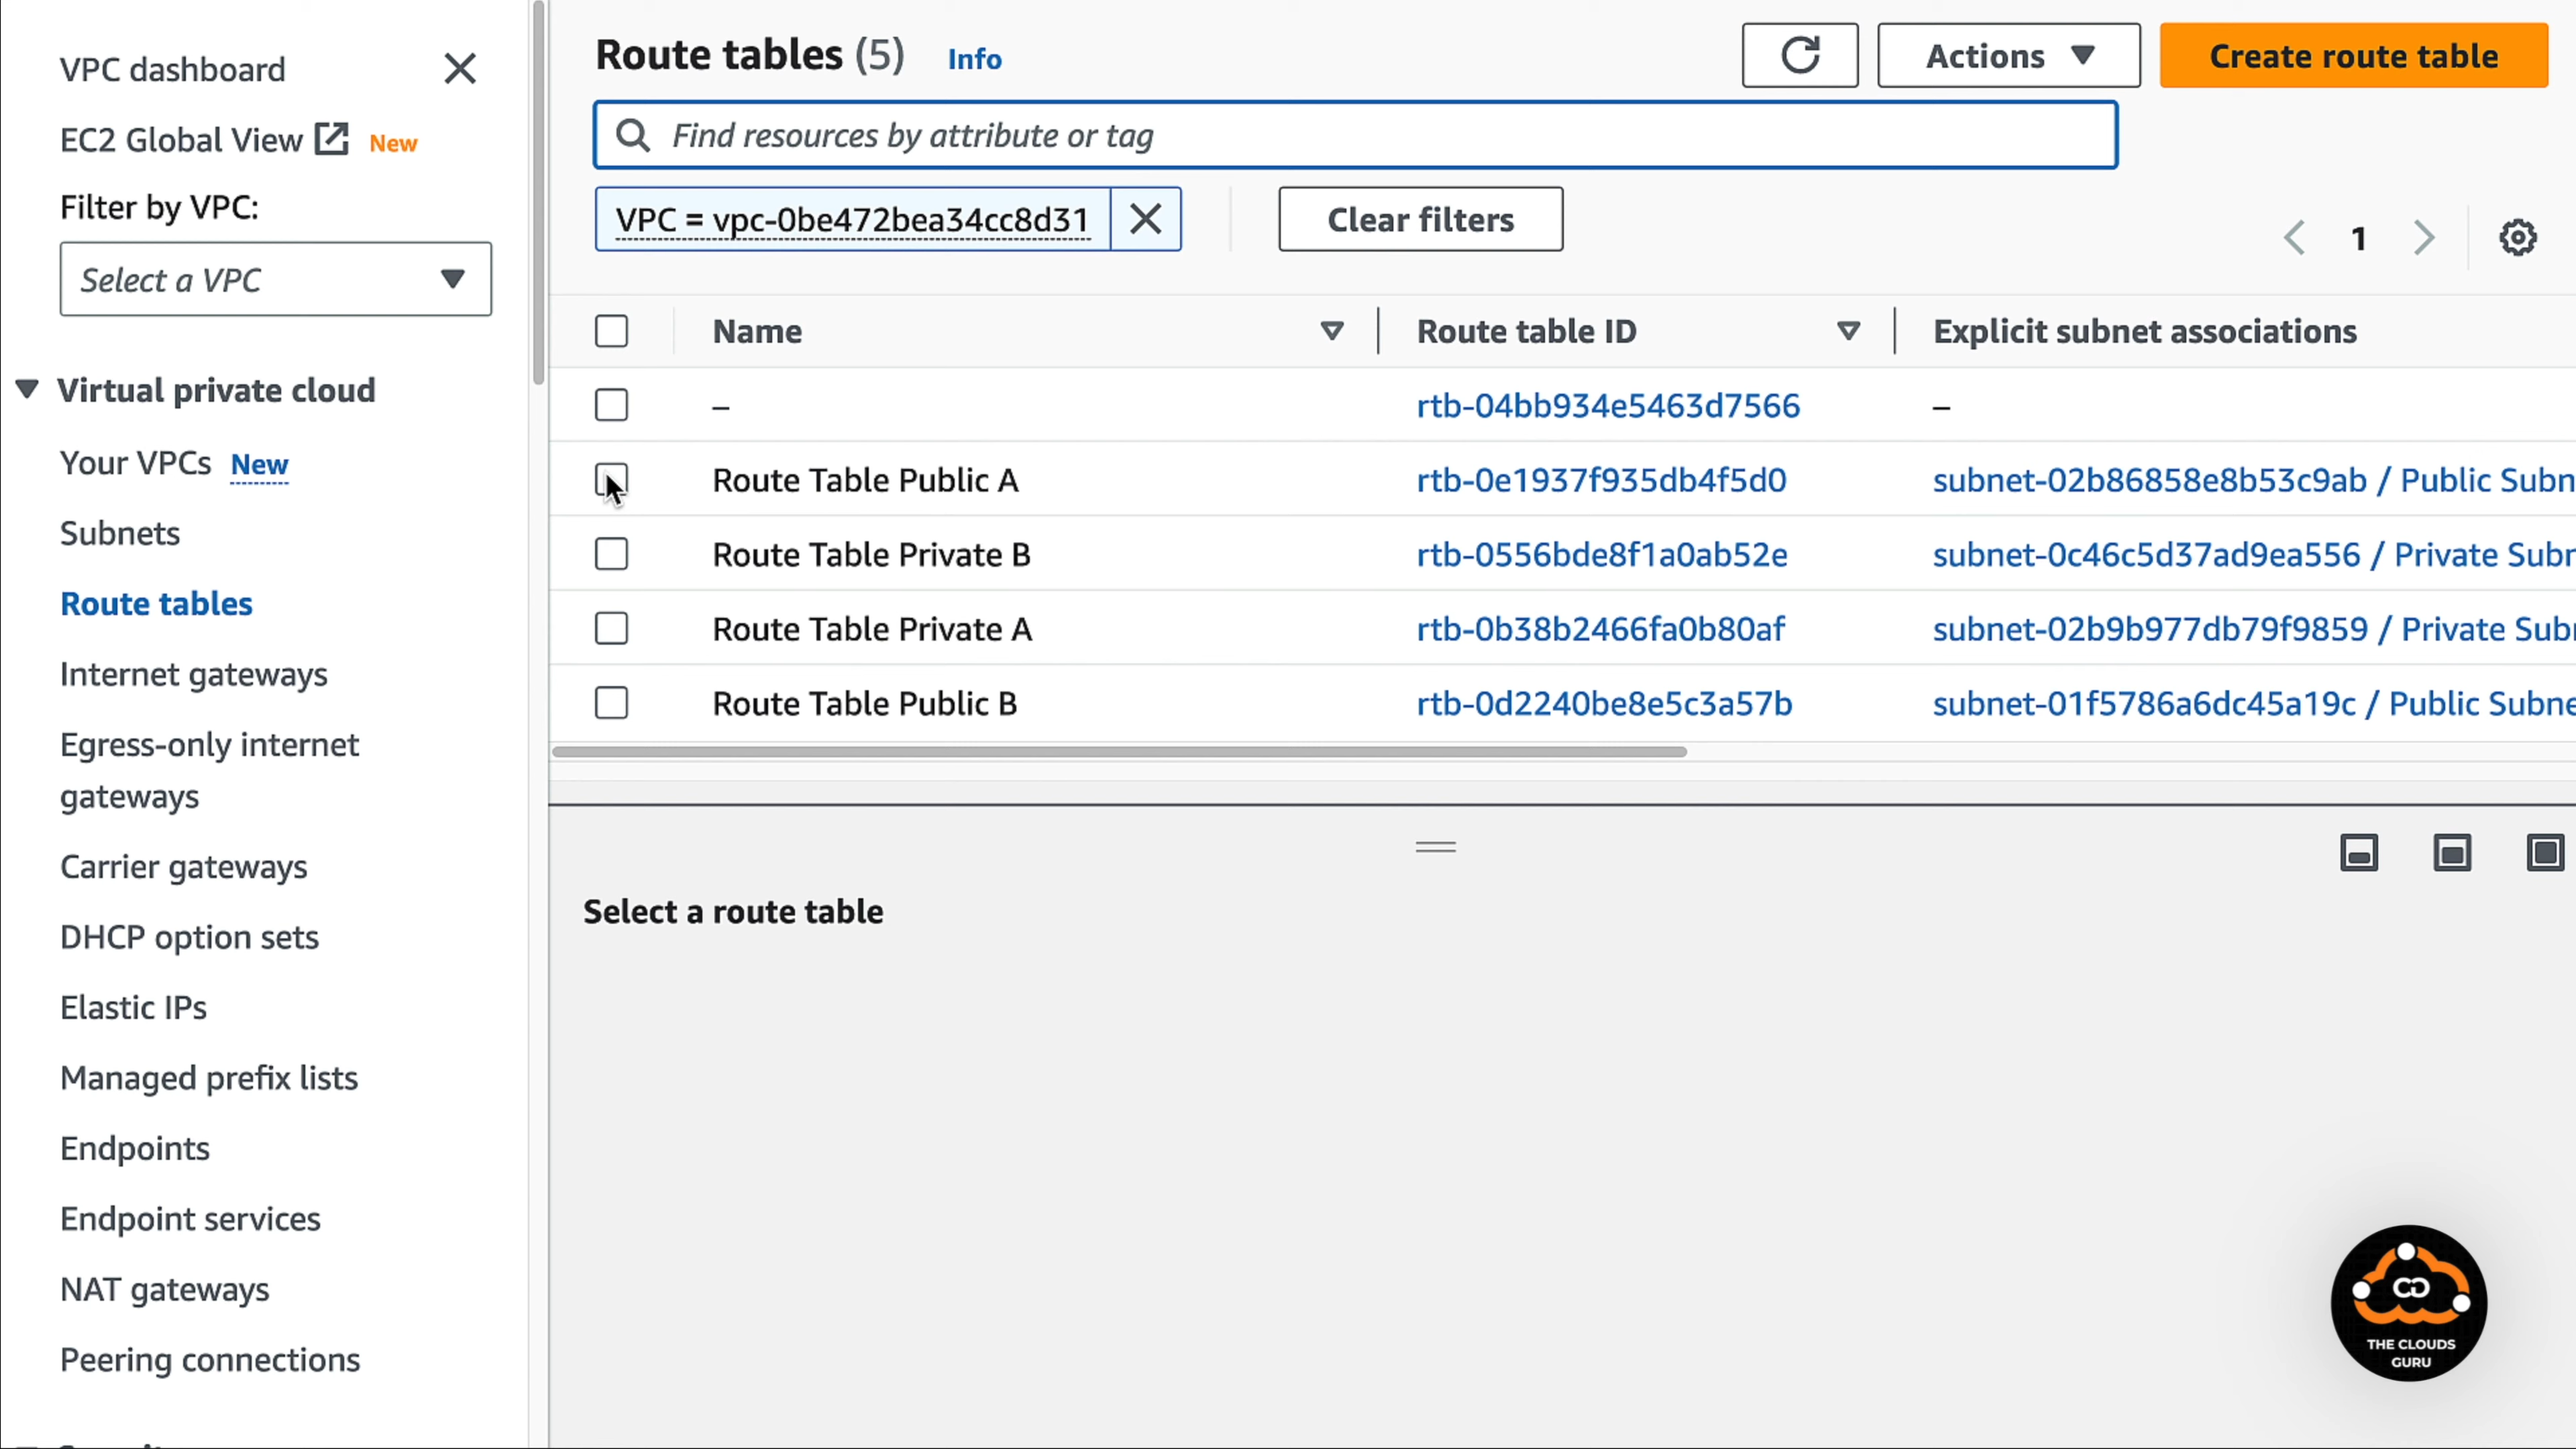 VPC dashboard
EC2 Global View New
Filter by VPC:
Select a VPC
Virtual private cloud
Your VPCs New
Subnets
Route tables
Internet gateways
Egress-only internet
gateways
Carrier gateways
DHCP option sets
Elastic IPs
Managed prefix lists
Endpoints
Endpoint services
NAT gateways
Peering connections
Route tables (5) Info
Actions
Create route table
Find resources by attribute or tag
VPC = vpc-0be472bea34cc8d31
Clear filters
1
Name Route table ID Explicit subnet associations
– rtb-04bb934e5463d7566 –
Route Table Public A rtb-0e1937f935db4f5d0 subnet-02b86858e8b53c9ab / Public Subn
Route Table Private B rtb-0556bde8f1a0ab52e subnet-0c46c5d37ad9ea556 / Private Subn
Route Table Private A rtb-0b38b2466fa0b80af subnet-02b9b977db79f9859 / Private Subn
Route Table Public B rtb-0d2240be8e5c3a57b subnet-01f5786a6dc45a19c / Public Subne
Select a route table
THE CLOUDS
GURU